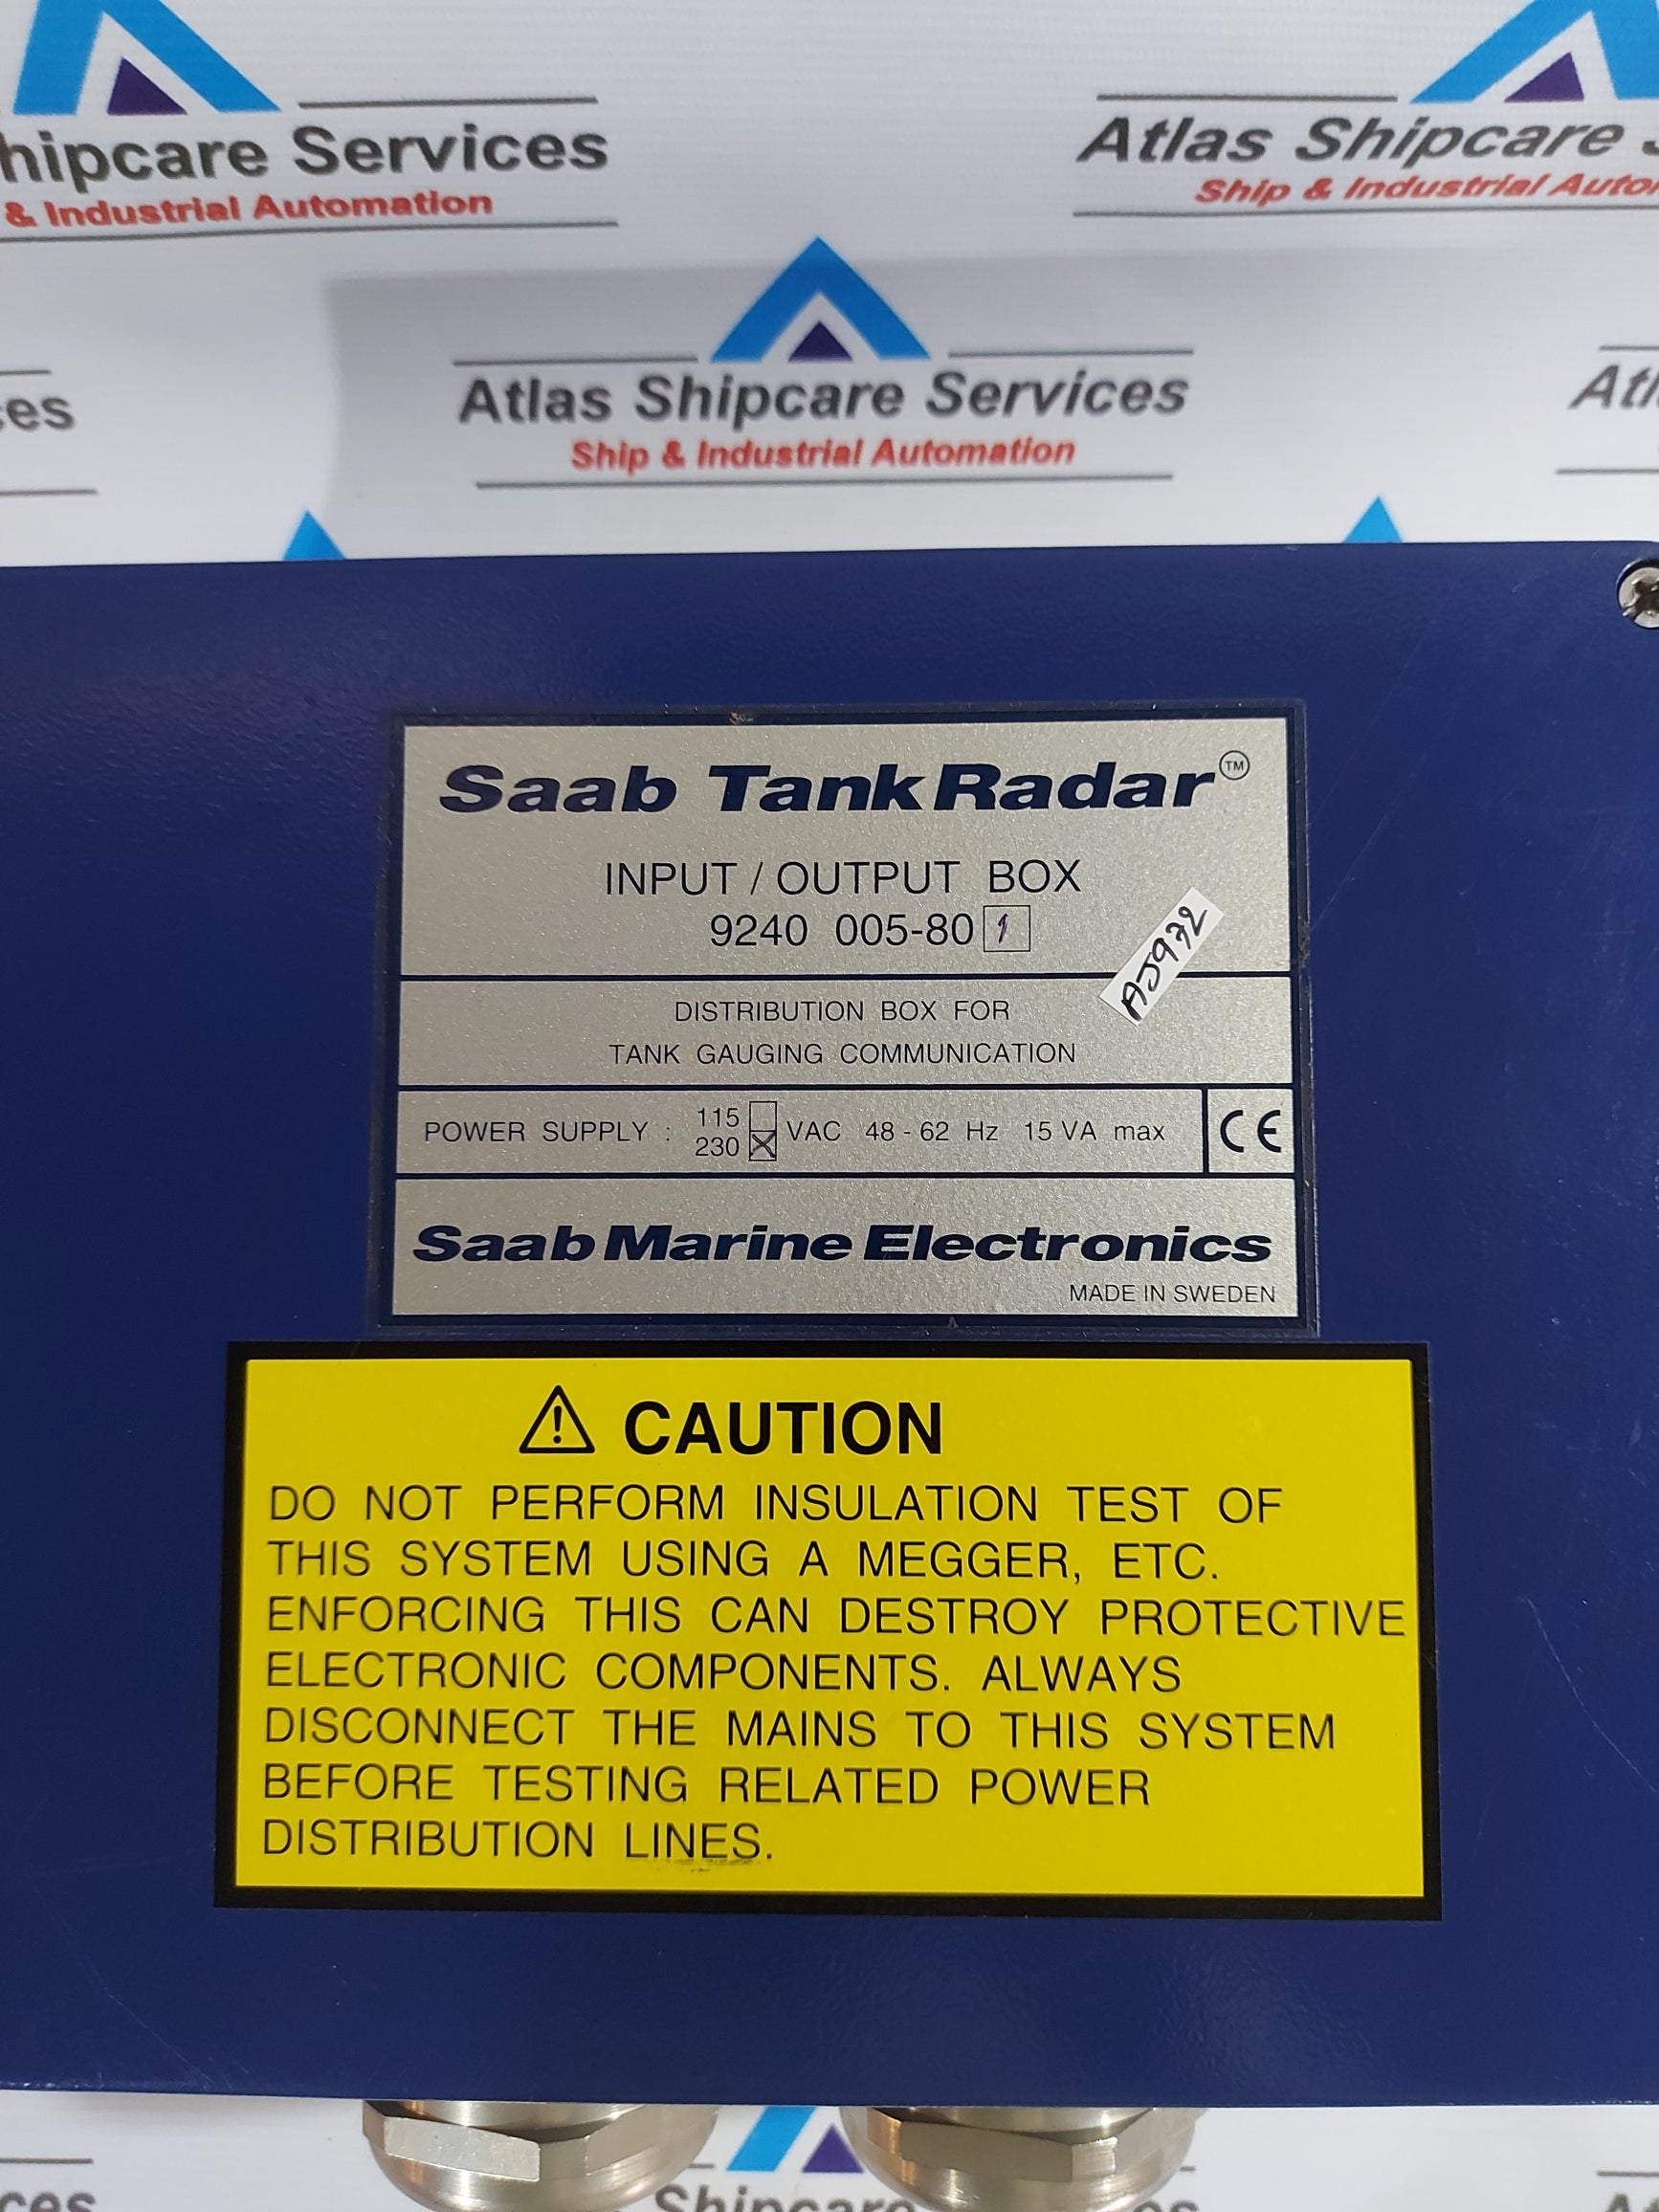 hipcare Services
& Industrial Automation
Atlas Shipcare
Ship & Industrial
Atlas Shipcare Services
Ship & Industrial Automation
Saab TankRadar™
INPUT / OUTPUT BOX
9240 005-80 1
AJ972
DISTRIBUTION BOX FOR
TANK GAUGING COMMUNICATION
POWER SUPPLY : 115 230 X VAC 48 - 62 Hz 15 VA max CE
Saab Marine Electronics
MADE IN SWEDEN
⚠ CAUTION
DO NOT PERFORM INSULATION TEST OF
THIS SYSTEM USING A MEGGER, ETC.
ENFORCING THIS CAN DESTROY PROTECTIVE
ELECTRONIC COMPONENTS. ALWAYS
DISCONNECT THE MAINS TO THIS SYSTEM
BEFORE TESTING RELATED POWER
DISTRIBUTION LINES.
Shipcare